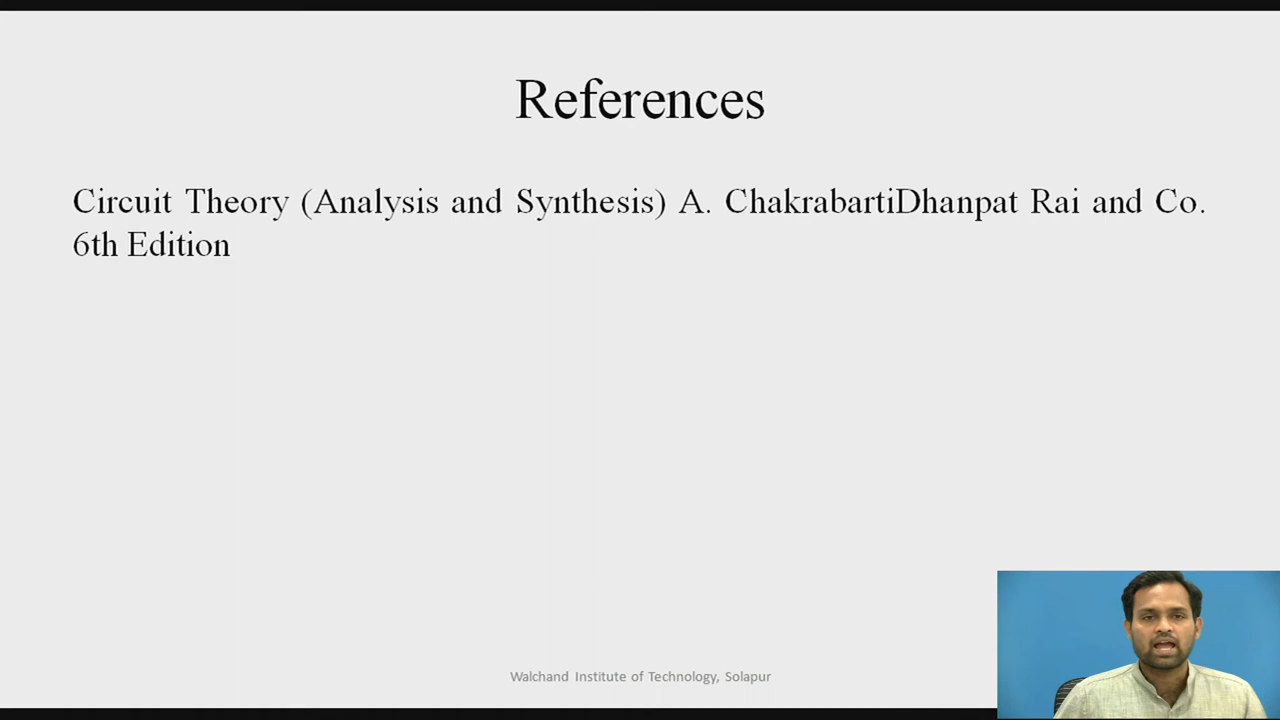 References
Circuit Theory (Analysis and Synthesis) A. ChakrabartiDhanpat Rai and Co.
6th Edition
Walchand Institute of Technology, Solapur